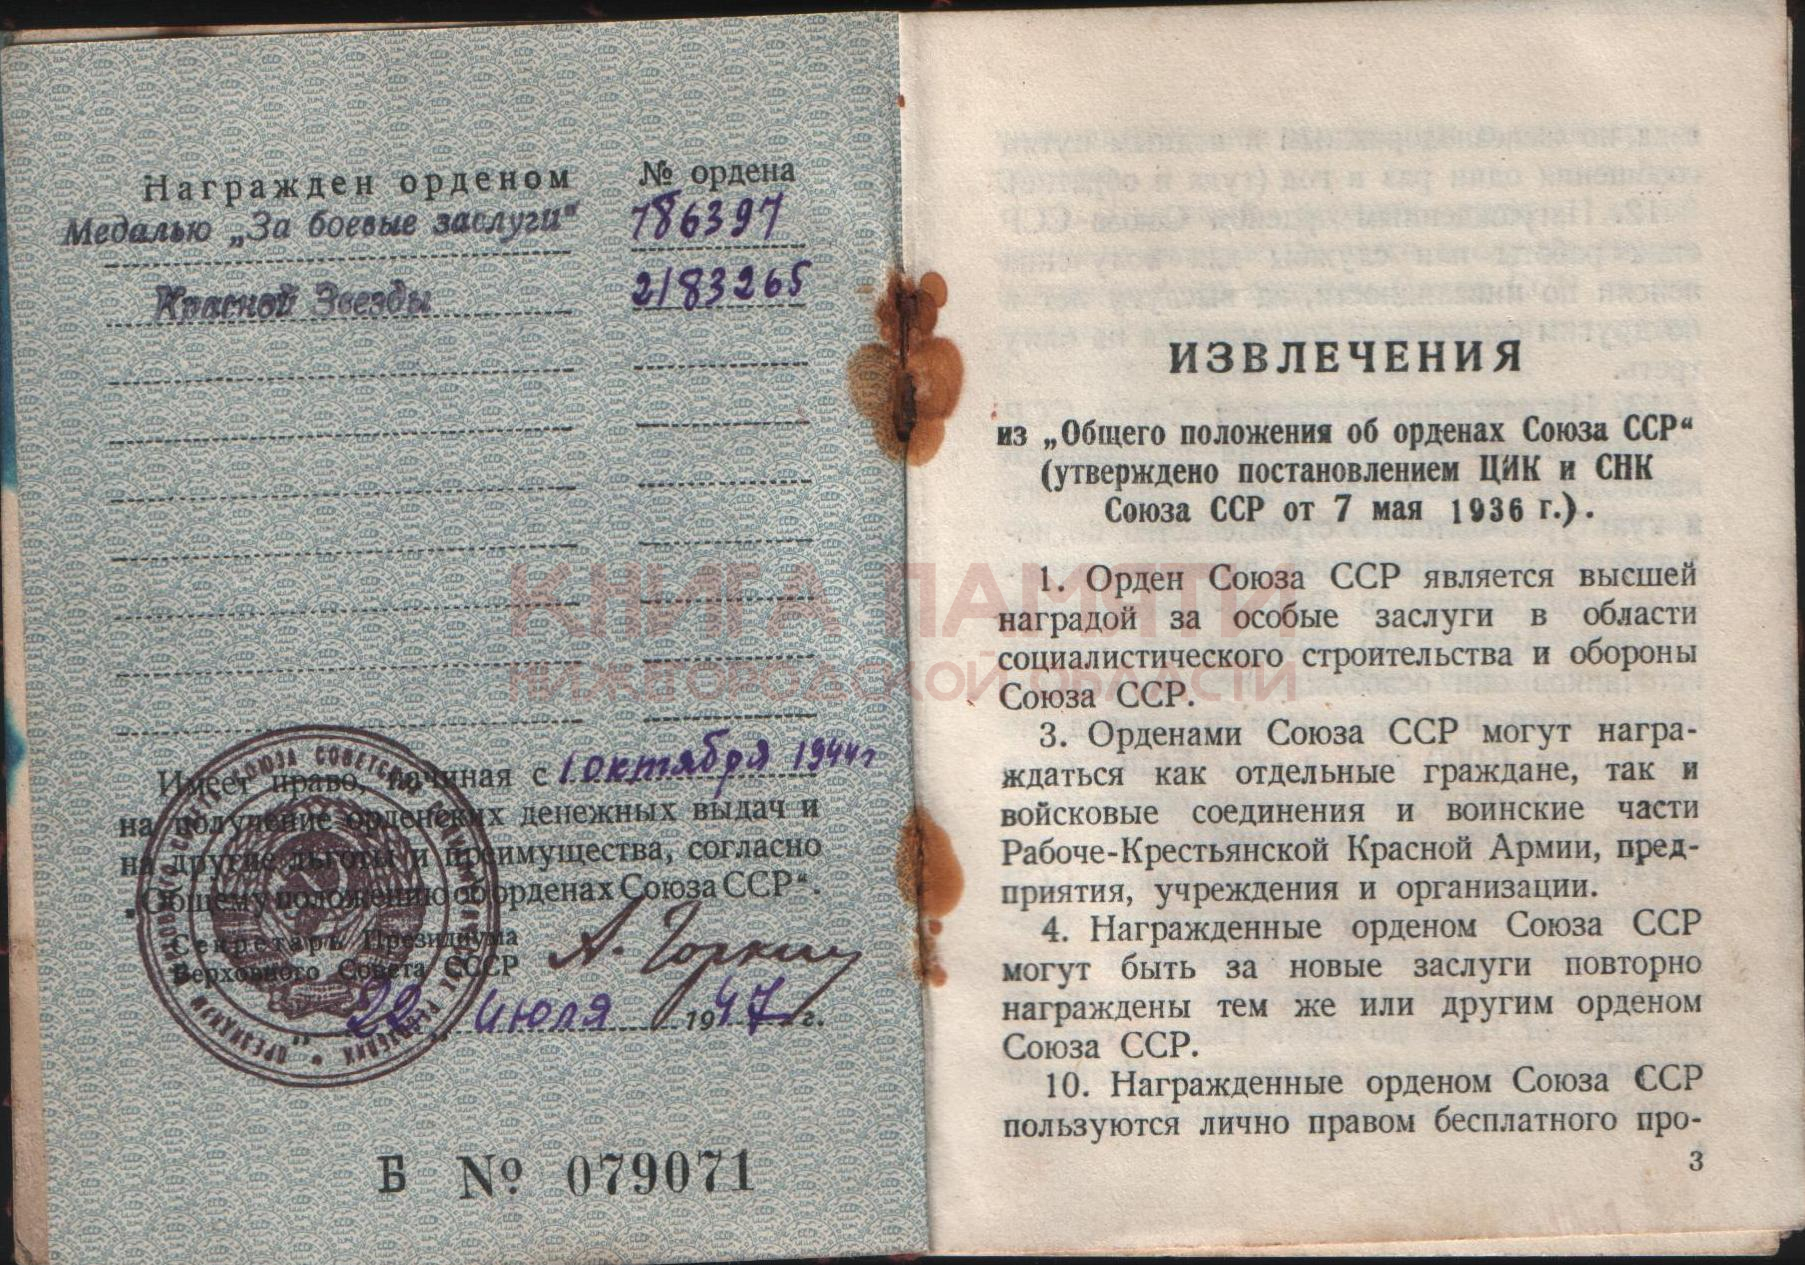 Награжден орденом № ордена
Медалью „За боевые заслуги“ 786397
Красной Звезды 2183265
Имеет право, начиная с 1 октября 1944 г
на получение орденских денежных выдач и
на другие льготы и преимущества, согласно
„Общему положению об орденах Союза ССР“.
Секретарь Президиума
Верховного Совета СССР А. Горкин
„22“ июля 1947 г.
Б № 079071
ИЗВЛЕЧЕНИЯ
из „Общего положения об орденах Союза ССР“
(утверждено постановлением ЦИК и СНК
Союза ССР от 7 мая 1936 г.).
1. Орден Союза ССР является высшей
наградой за особые заслуги в области
социалистического строительства и обороны
Союза ССР.
3. Орденами Союза ССР могут награ-
ждаться как отдельные граждане, так и
войсковые соединения и воинские части
Рабоче-Крестьянской Красной Армии, пред-
приятия, учреждения и организации.
4. Награжденные орденом Союза ССР
могут быть за новые заслуги повторно
награждены тем же или другим орденом
Союза ССР.
10. Награжденные орденом Союза ССР
пользуются лично правом бесплатного про-
3
КНИГА ПАМЯТИ
НИЖЕГОРОДСКОЙ ОБЛАСТИ